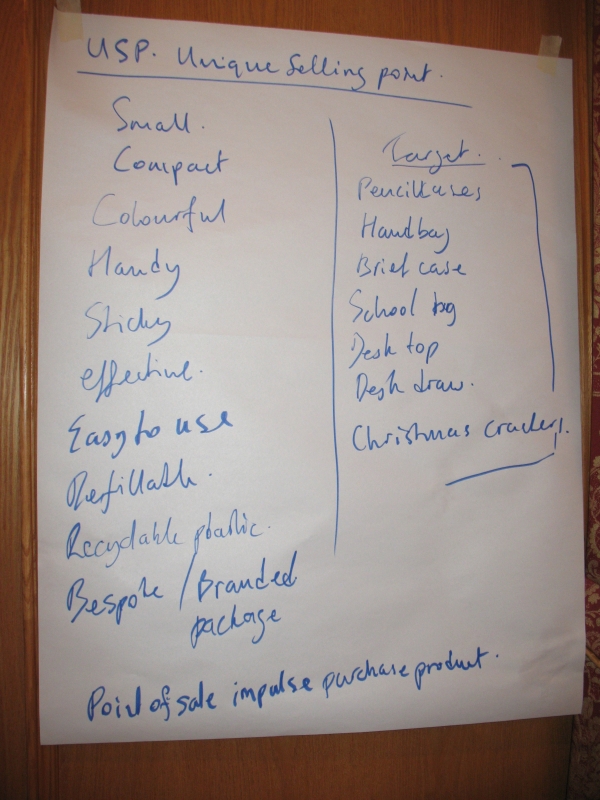 USP. Unique Selling point.
Small.
Compact
Colourful
Handy
Sticky
effective.
Easy to use
Refillable.
Recyclable plastic.
Bespoke / Branded
package
Target.
Pencilcases
Handbag
Brief case
School bag
Desk top
Desk draw.
Christmas crackers!.
Point of sale impulse purchase product.